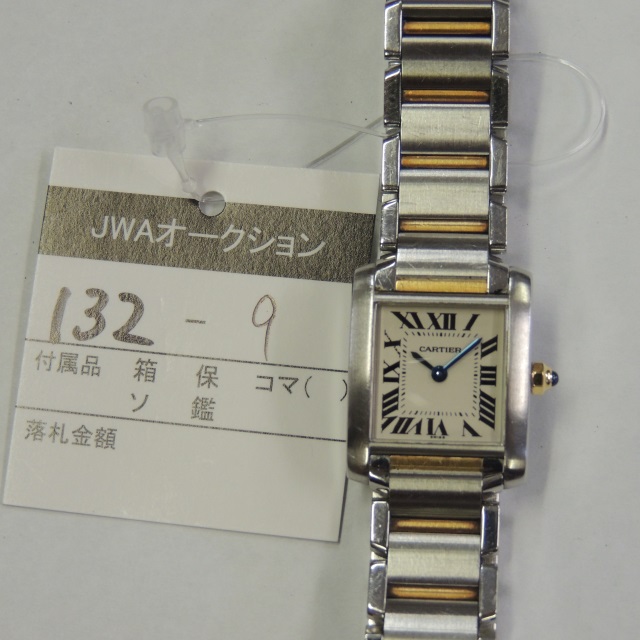 JWAオークション
132 - 9
付属品 箱 保 コマ( )
ソ 鑑
落札金額
XII
CARTIER